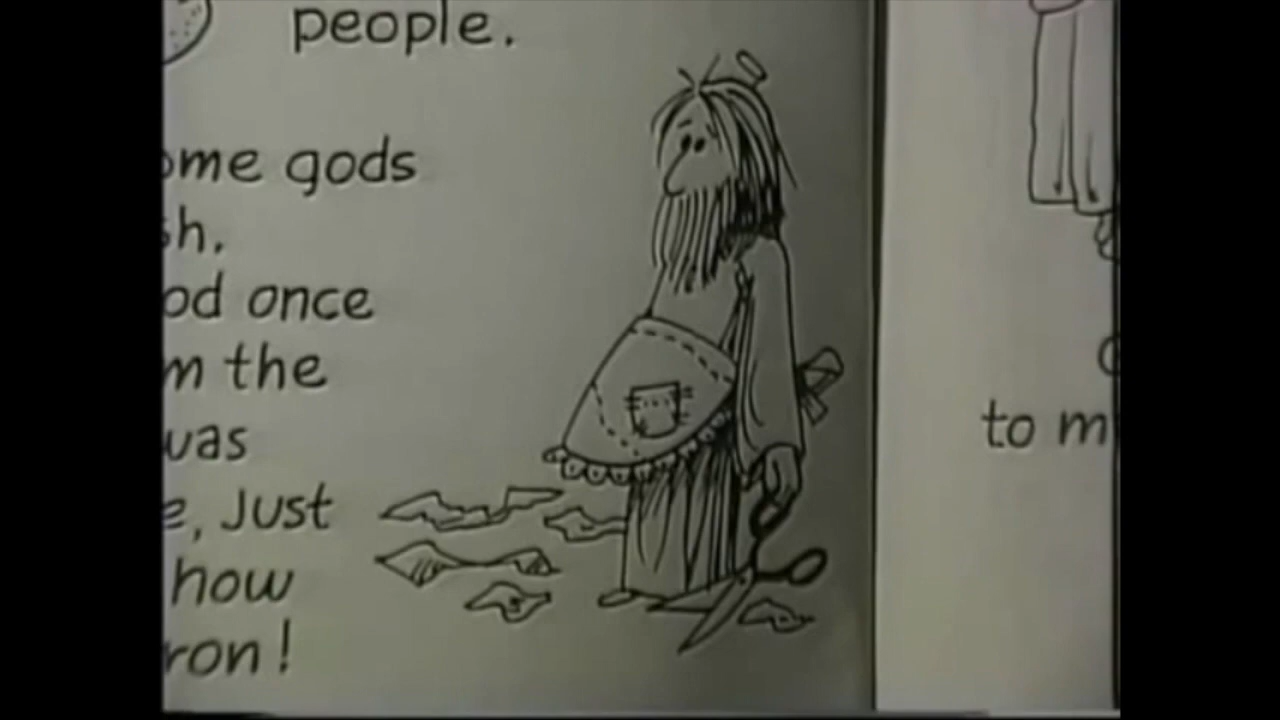 people.
ome gods
sh.
od once
m the
was
e, Just
how
ron!
to m